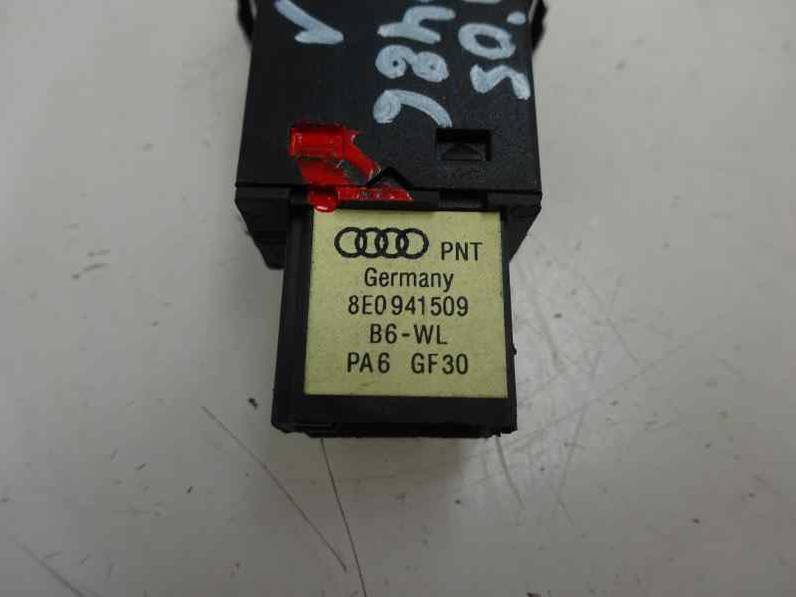 PNT
Germany
8E0941509
B6-WL
PA6 GF30